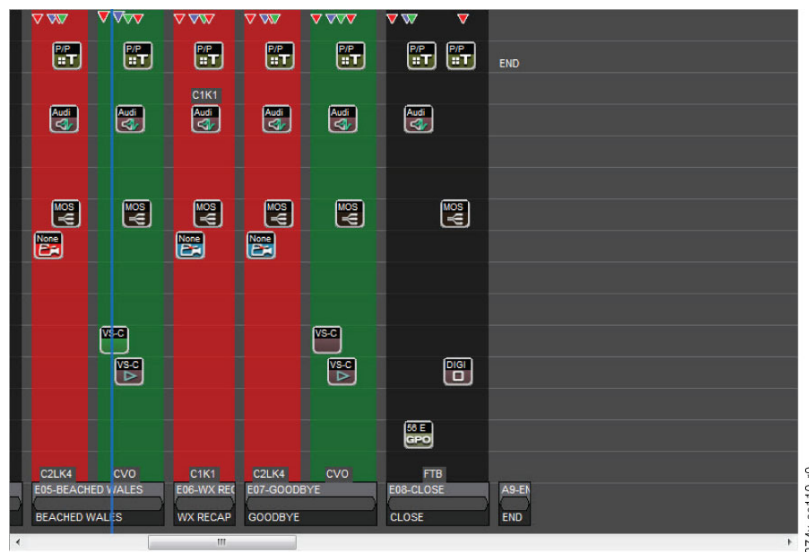 P/P P/P P/P P/P P/P P/P P/P
END
C1K1
Audi Audi Audi Audi Audi Audi
MOS MOS MOS MOS MOS MOS
None None None
VS-C VS-C
VS-C VS-C DIGI
GPO
C2LK4 CVO C1K1 C2LK4 CVO FTB
E05-BEACHED WALES E06-WX REC E07-GOODBYE E08-CLOSE A9-EN
BEACHED WALES WX RECAP GOODBYE CLOSE END